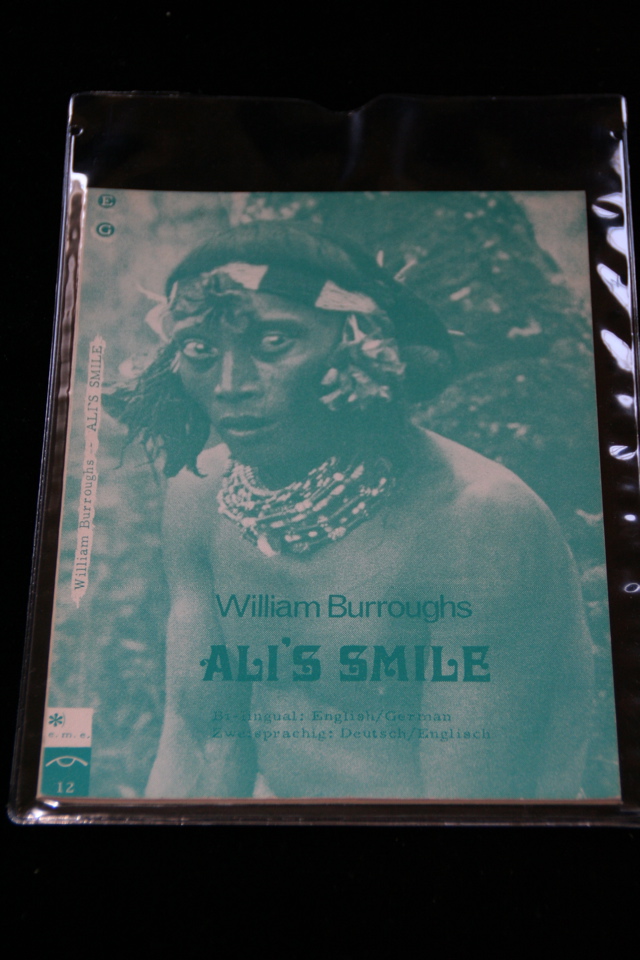 E
G
William Burroughs -- ALI'S SMILE
William Burroughs
ALI'S SMILE
Bi-lingual: English/German
Zweisprachig: Deutsch/Englisch
*
e.m.e.
12